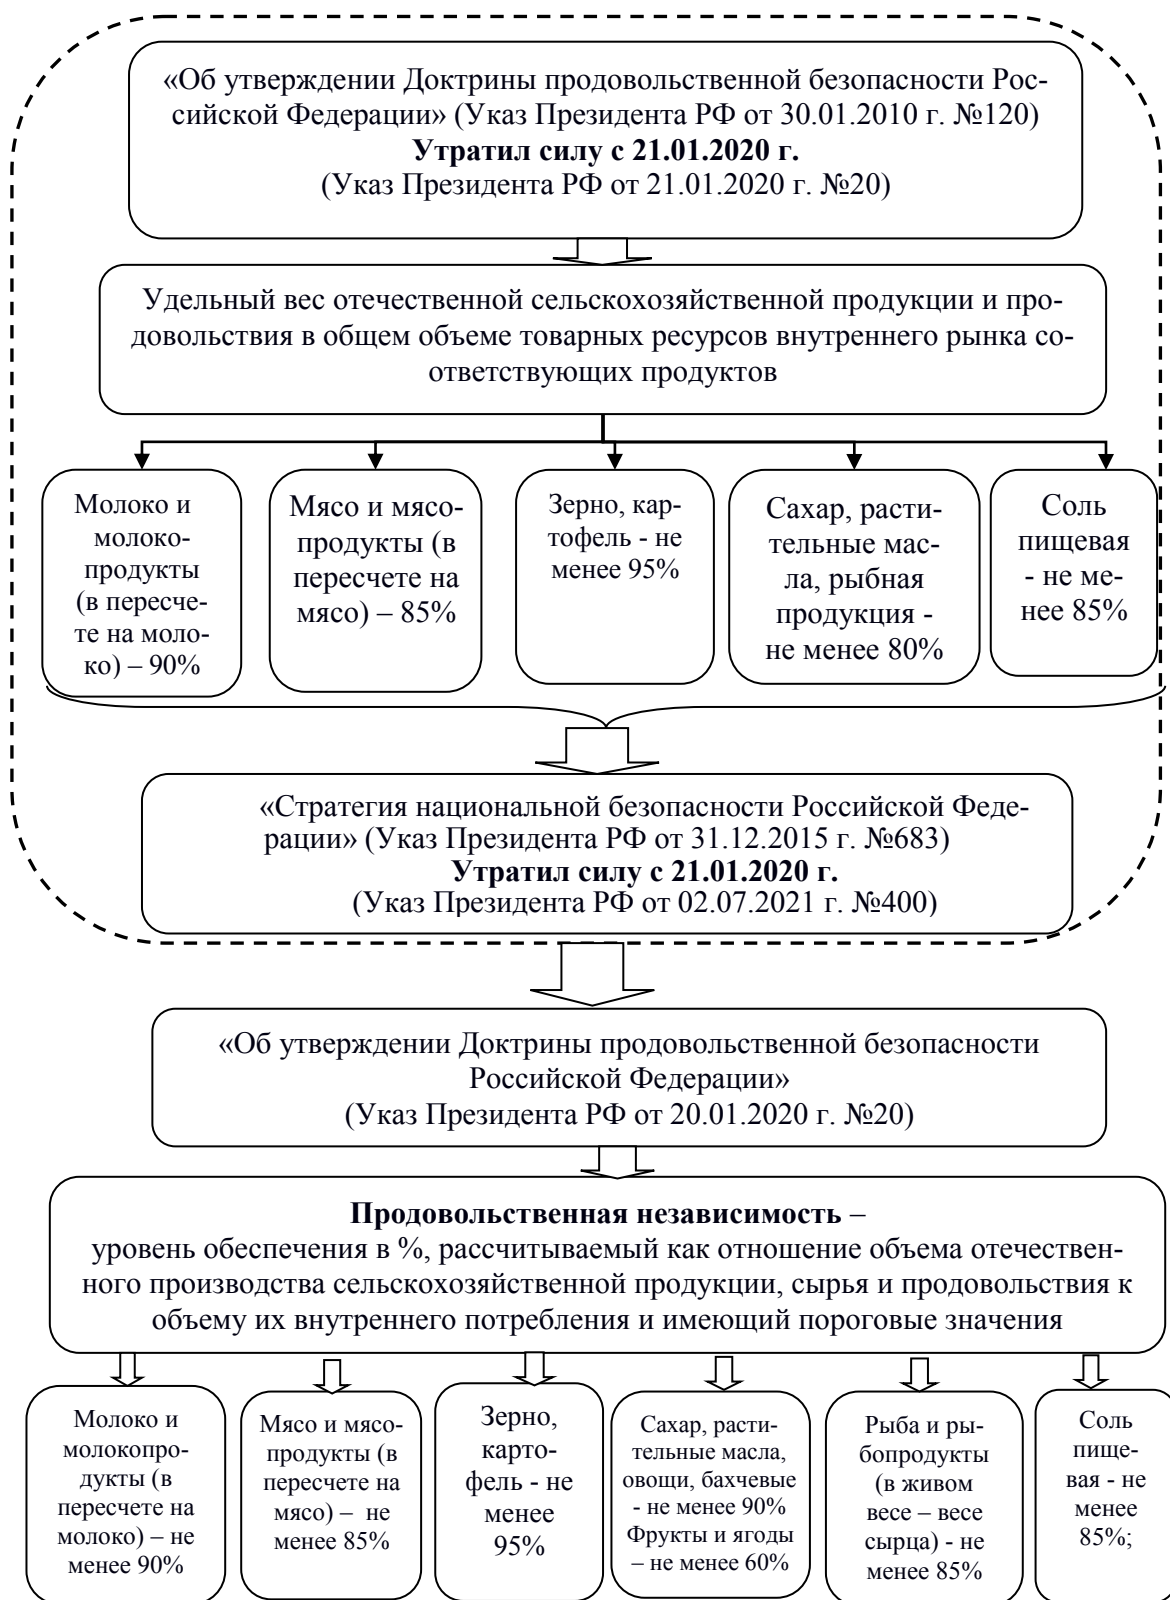 «Об утверждении Доктрины продовольственной безопасности Рос-
сийской Федерации» (Указ Президента РФ от 30.01.2010 г. №120)
Утратил силу с 21.01.2020 г.
(Указ Президента РФ от 21.01.2020 г. №20)
Удельный вес отечественной сельскохозяйственной продукции и про-
довольствия в общем объеме товарных ресурсов внутреннего рынка со-
ответствующих продуктов
Молоко и
молоко-
продукты
(в пересче-
те на моло-
ко) – 90%
Мясо и мясо-
продукты (в
пересчете на
мясо) – 85%
Зерно, кар-
тофель - не
менее 95%
Сахар, расти-
тельные мас-
ла, рыбная
продукция -
не менее 80%
Соль
пищевая
- не ме-
нее 85%
«Стратегия национальной безопасности Российской Феде-
рации» (Указ Президента РФ от 31.12.2015 г. №683)
Утратил силу с 21.01.2020 г.
(Указ Президента РФ от 02.07.2021 г. №400)
«Об утверждении Доктрины продовольственной безопасности
Российской Федерации»
(Указ Президента РФ от 20.01.2020 г. №20)
Продовольственная независимость –
уровень обеспечения в %, рассчитываемый как отношение объема отечествен-
ного производства сельскохозяйственной продукции, сырья и продовольствия к
объему их внутреннего потребления и имеющий пороговые значения
Молоко и
молокопро-
дукты (в
пересчете на
молоко) – не
менее 90%
Мясо и мясо-
продукты (в
пересчете на
мясо) – не
менее 85%
Зерно,
карто-
фель - не
менее
95%
Сахар, расти-
тельные масла,
овощи, бахчевые
- не менее 90%
Фрукты и ягоды
– не менее 60%
Рыба и ры-
бопродукты
(в живом
весе – весе
сырца) - не
менее 85%
Соль
пище-
вая - не
менее
85%;